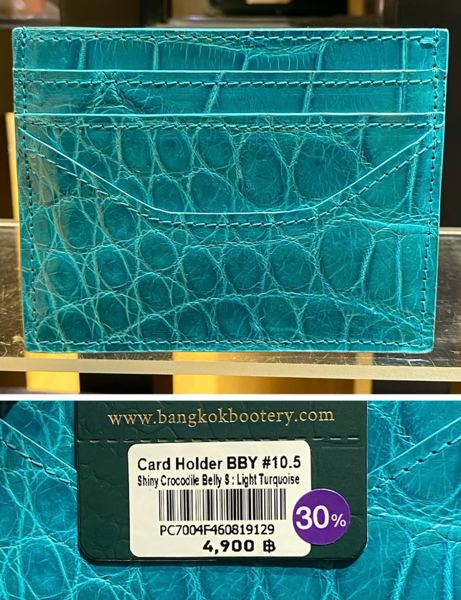 www.bangkokbootery.com
Card Holder BBY #10.5
Shiny Crocodile Belly S : Light Turquoise
PC7004F460819129
4,900 ฿
30%